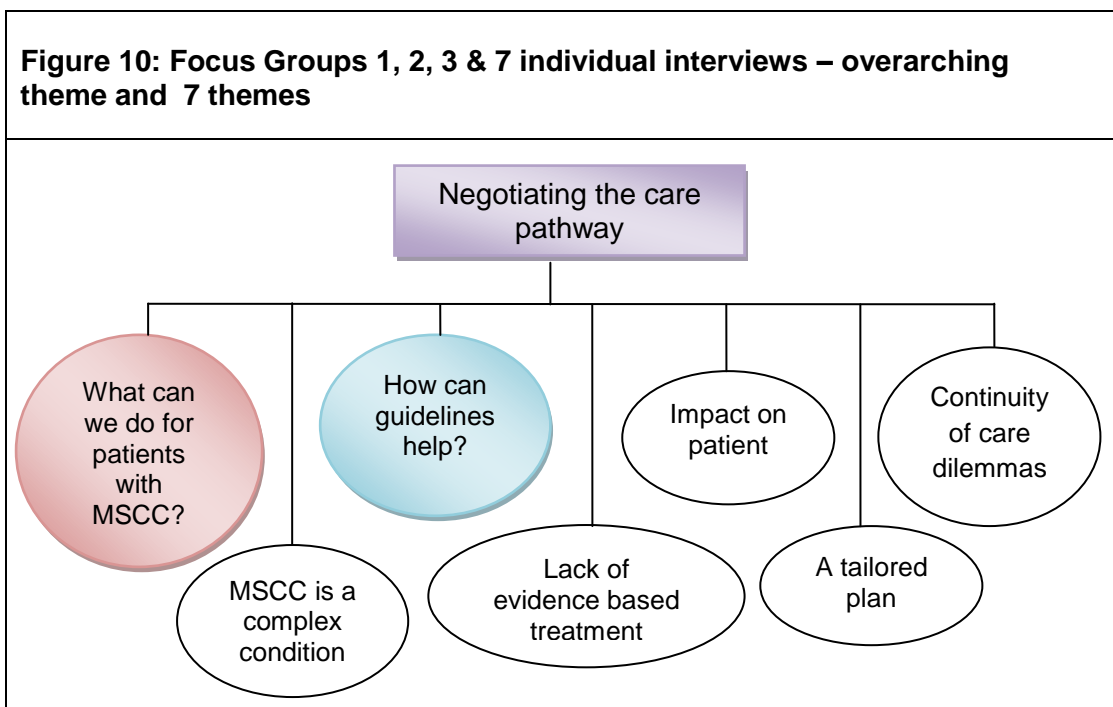 Figure 10: Focus Groups 1, 2, 3 & 7 individual interviews – overarching
theme and 7 themes
Negotiating the care
pathway
What can
we do for
patients
with
MSCC?
MSCC is a
complex
condition
How can
guidelines
help?
Lack of
evidence based
treatment
Impact on
patient
A tailored
plan
Continuity
of care
dilemmas